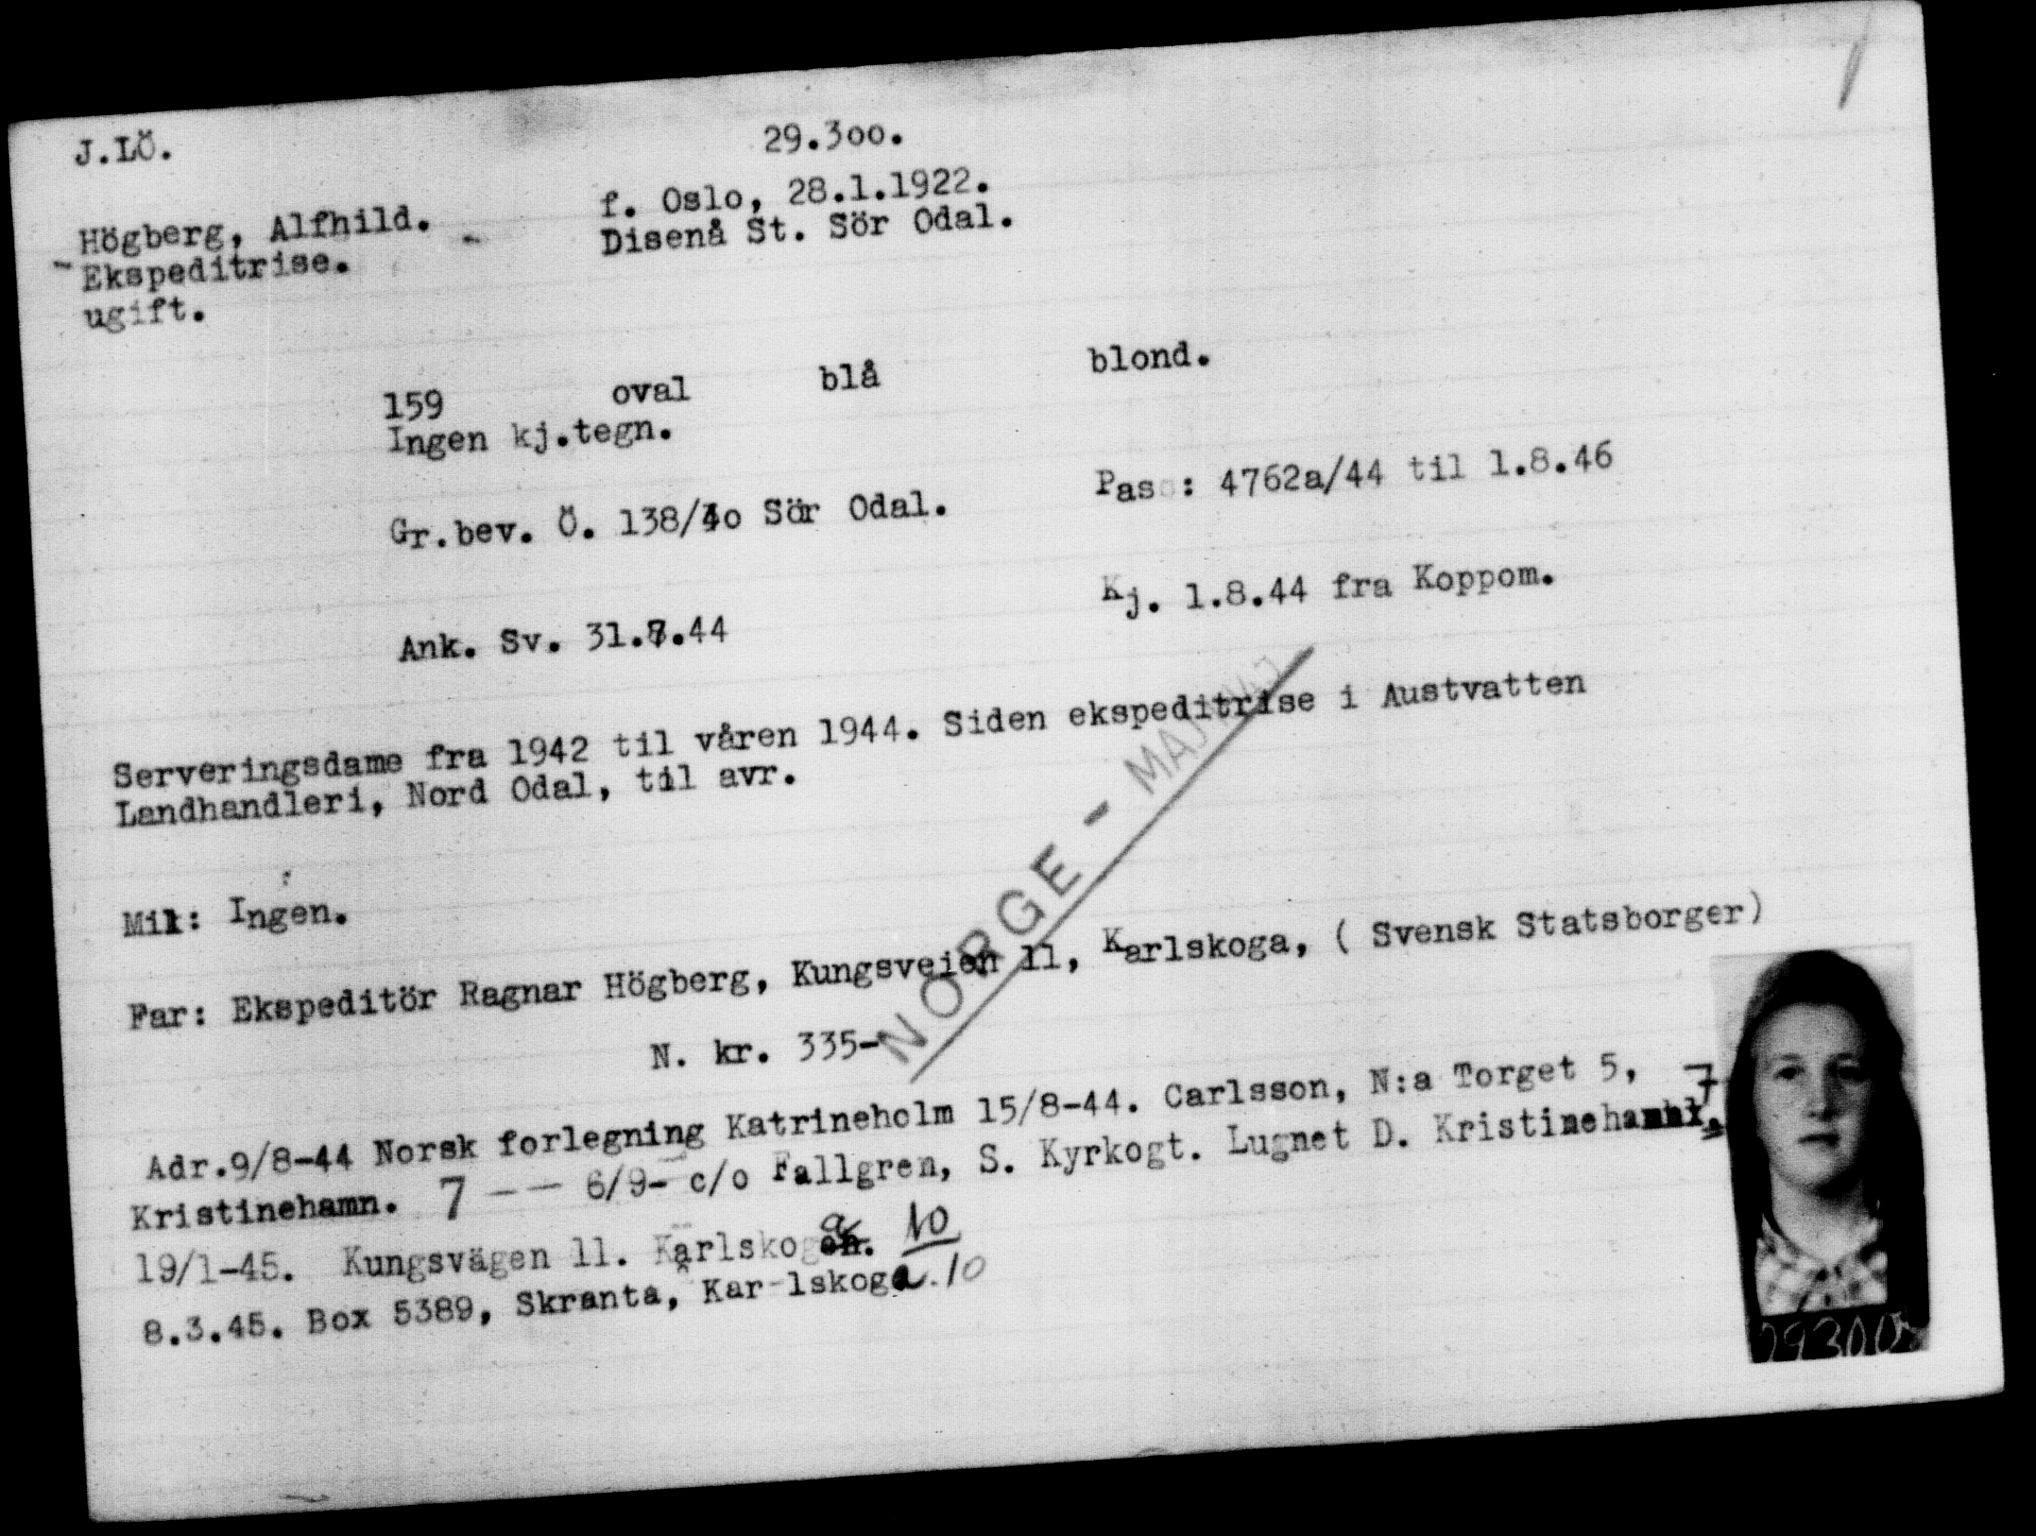 J.LÖ.
29.3oo.
Högberg, Alfhild.
f. Oslo, 28.1.1922.
Ekspeditrise.
Disenå St. Sör Odal.
ugift.
159 oval blå blond.
Ingen kj.tegn.
Gr.bev. Ö. 138/4o Sör Odal.
Pass: 4762a/44 til 1.8.46
Ank. Sv. 31.7.44
Kj. 1.8.44 fra Koppom.
Serveringsdame fra 1942 til våren 1944. Siden ekspeditrise i Austvatten
Landhandleri, Nord Odal, til avr.
NORGE -
Mil: Ingen.
Far: Ekspeditör Ragnar Högberg, Kungsveien 11, Karlskoga, ( Svensk Statsborger)
N. kr. 335-
Adr.9/8-44 Norsk forlegning Katrineholm 15/8-44. Carlsson, N:a Torget 5,
Kristinehamn. 7 -- 6/9- c/o Fallgren, S. Kyrkogt. Lugnet D. Kristinehamn. 7
19/1-45. Kungsvägen 11. Karlskoga. 10
8.3.45. Box 5389, Skranta, Kar-lskoga.10
29300